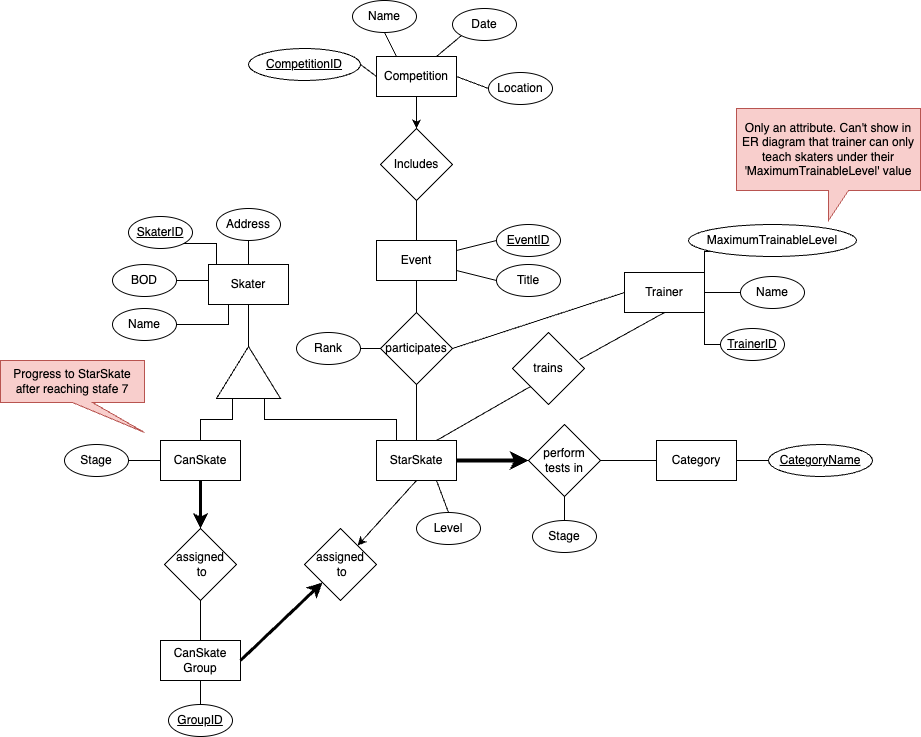 Name
Date
CompetitionID
Competition
Location
Only an attribute. Can't show in
ER diagram that trainer can only
teach skaters under their
'MaximumTrainableLevel' value
Includes
SkaterID
Address
EventID
MaximumTrainableLevel
Event
BOD
Skater
Title
Trainer
Name
Name
Rank
participates
TrainerID
trains
Progress to StarSkate
after reaching stafe 7
Stage
CanSkate
StarSkate
perform
tests in
Category
CategoryName
Level
Stage
assigned
to
assigned
to
CanSkate
Group
GroupID